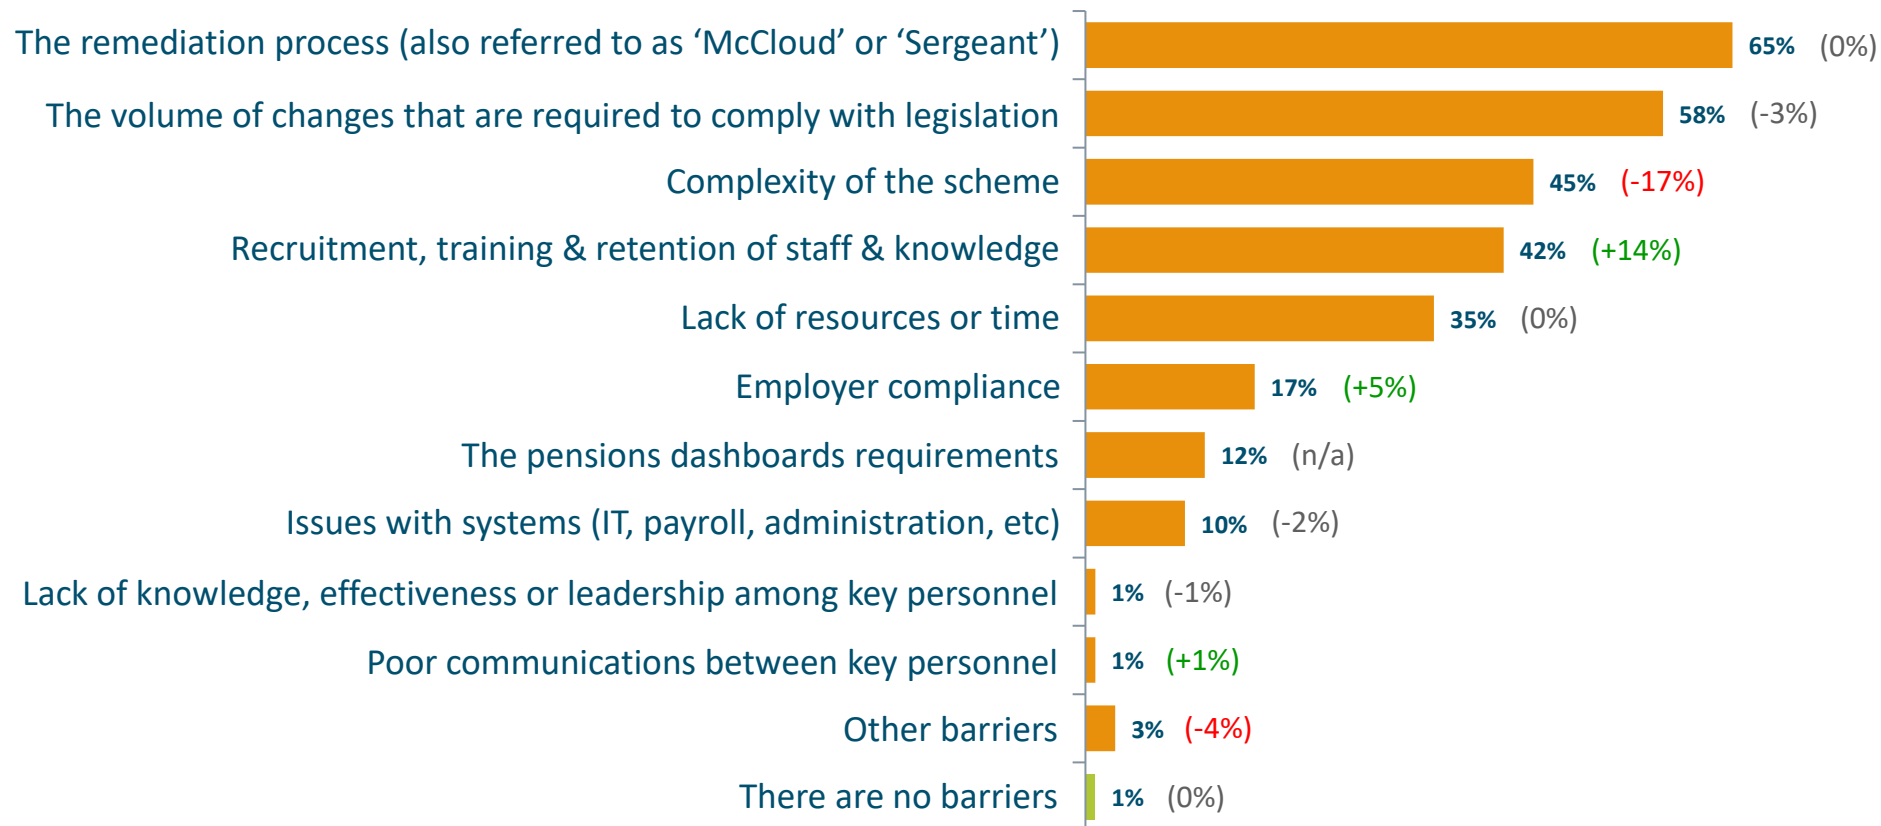 The remediation process (also referred to as ‘McCloud’ or ‘Sergeant’) 65% (0%)
The volume of changes that are required to comply with legislation 58% (-3%)
Complexity of the scheme 45% (-17%)
Recruitment, training & retention of staff & knowledge 42% (+14%)
Lack of resources or time 35% (0%)
Employer compliance 17% (+5%)
The pensions dashboards requirements 12% (n/a)
Issues with systems (IT, payroll, administration, etc) 10% (-2%)
Lack of knowledge, effectiveness or leadership among key personnel 1% (-1%)
Poor communications between key personnel 1% (+1%)
Other barriers 3% (-4%)
There are no barriers 1% (0%)